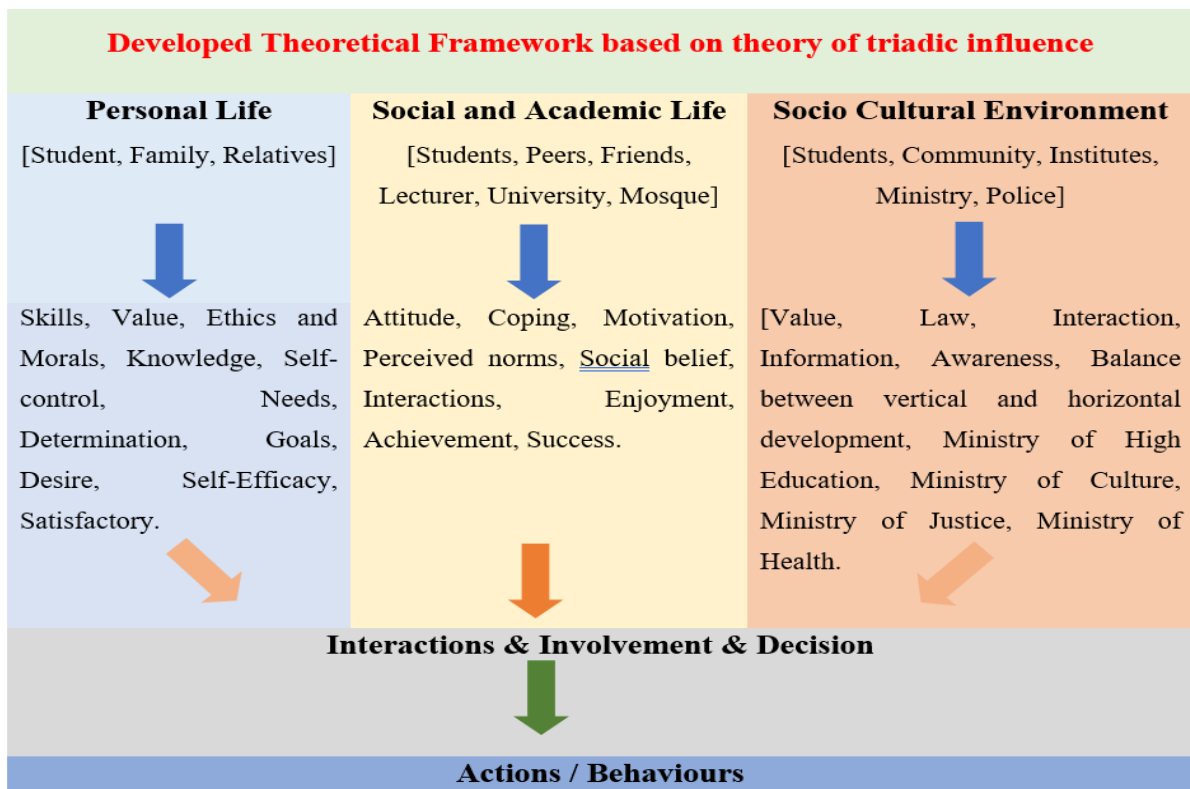 Developed Theoretical Framework based on theory of triadic influence
Personal Life
[Student, Family, Relatives]
Skills, Value, Ethics and
Morals, Knowledge, Self-
control, Needs,
Determination, Goals,
Desire, Self-Efficacy,
Satisfactory.
Social and Academic Life
[Students, Peers, Friends,
Lecturer, University, Mosque]
Attitude, Coping, Motivation,
Perceived norms, Social belief,
Interactions, Enjoyment,
Achievement, Success.
Socio Cultural Environment
[Students, Community, Institutes,
Ministry, Police]
[Value, Law, Interaction,
Information, Awareness, Balance
between vertical and horizontal
development, Ministry of High
Education, Ministry of Culture,
Ministry of Justice, Ministry of
Health.
Interactions & Involvement & Decision
Actions / Behaviours